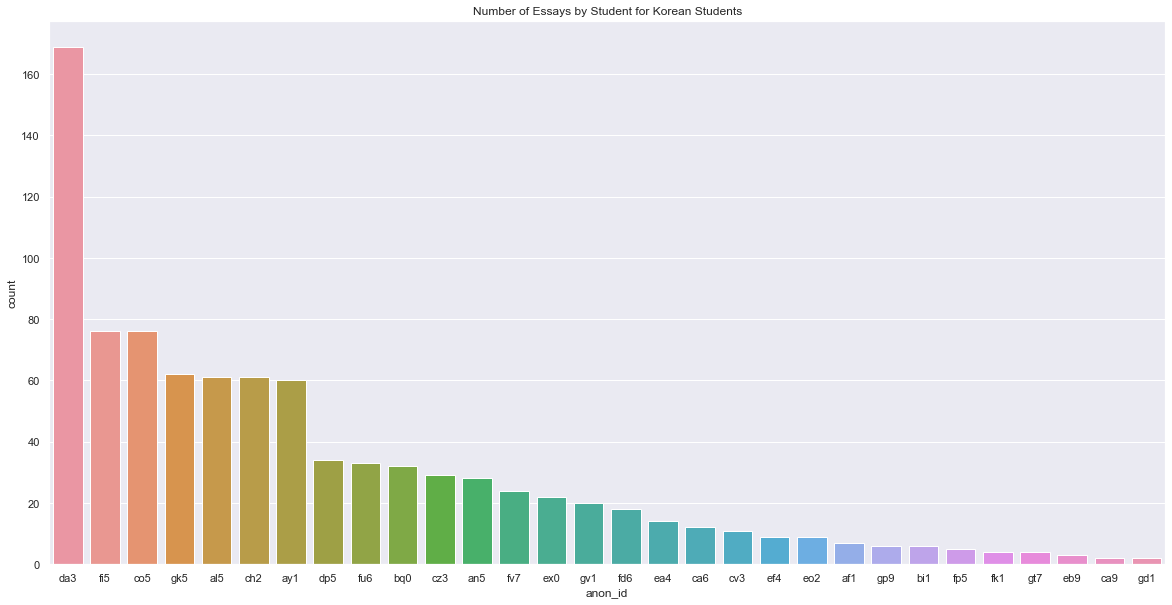 Number of Essays by Student for Korean Students
160
140
120
100
80
60
40
20
0
count
da3 fi5 co5 gk5 al5 ch2 ay1 dp5 fu6 bq0 cz3 an5 fv7 ex0 gv1 fd6 ea4 ca6 cv3 ef4 eo2 af1 gp9 bi1 fp5 fk1 gt7 eb9 ca9 gd1
anon_id